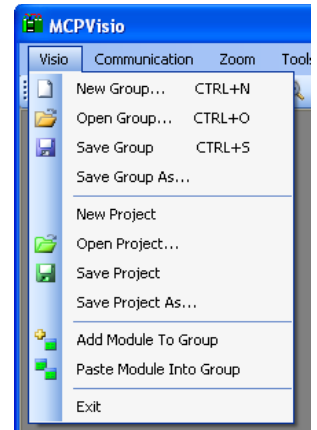 MCPVisio
Visio Communication Zoom Tools
New Group... CTRL+N
Open Group... CTRL+O
Save Group CTRL+S
Save Group As...
New Project
Open Project...
Save Project
Save Project As...
Add Module To Group
Paste Module Into Group
Exit